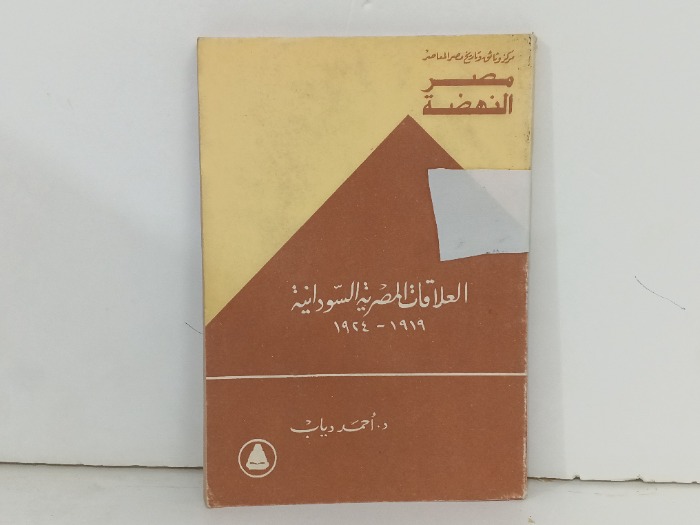 مركز وثائق وتاريخ مصر المعاصر
مصر
النهضة
العلاقات المصرية السودانية
١٩١٩ - ١٩٢٤
د. أحمد دياب